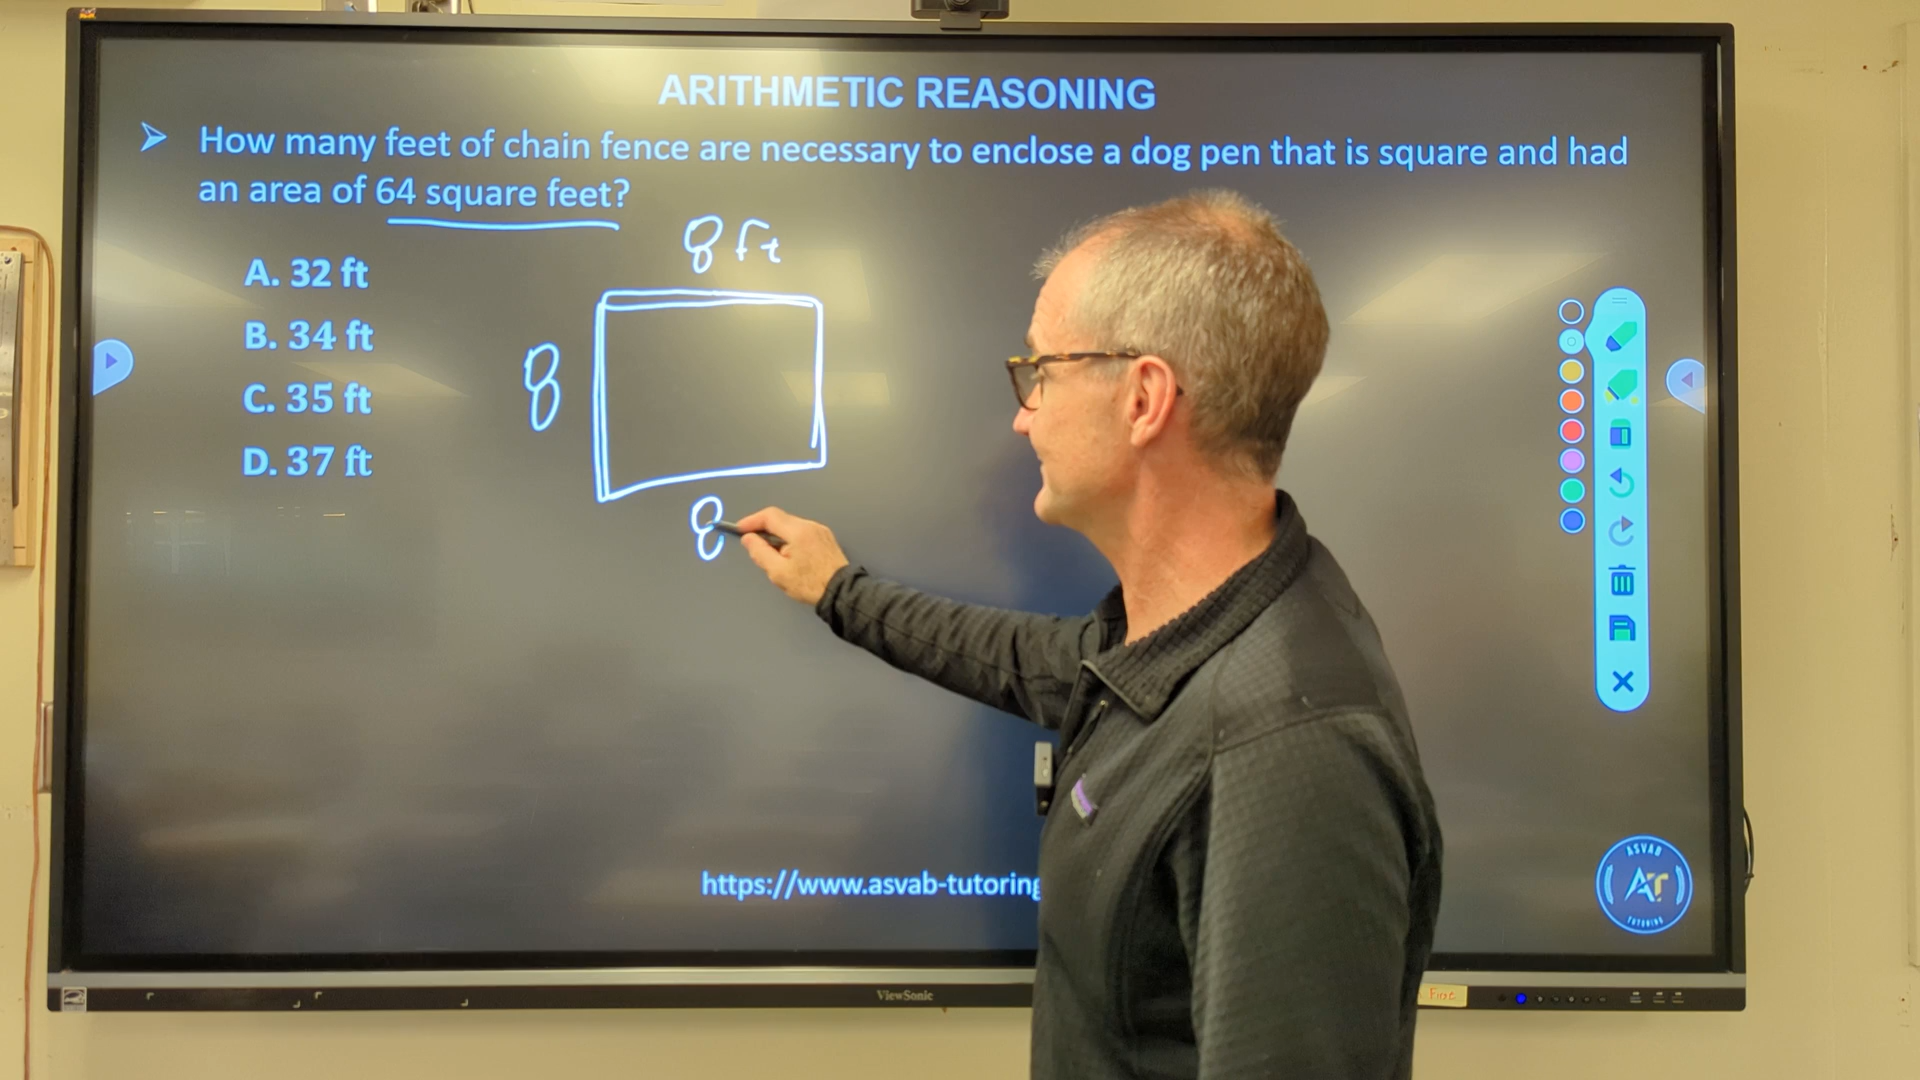 ARITHMETIC REASONING
➢ How many feet of chain fence are necessary to enclose a dog pen that is square and had
an area of 64 square feet?
8 ft
A. 32 ft
B. 34 ft
8
C. 35 ft
D. 37 ft
8
https://www.asvab-tutoring
ASVAB
AT
TUTORING
ViewSonic